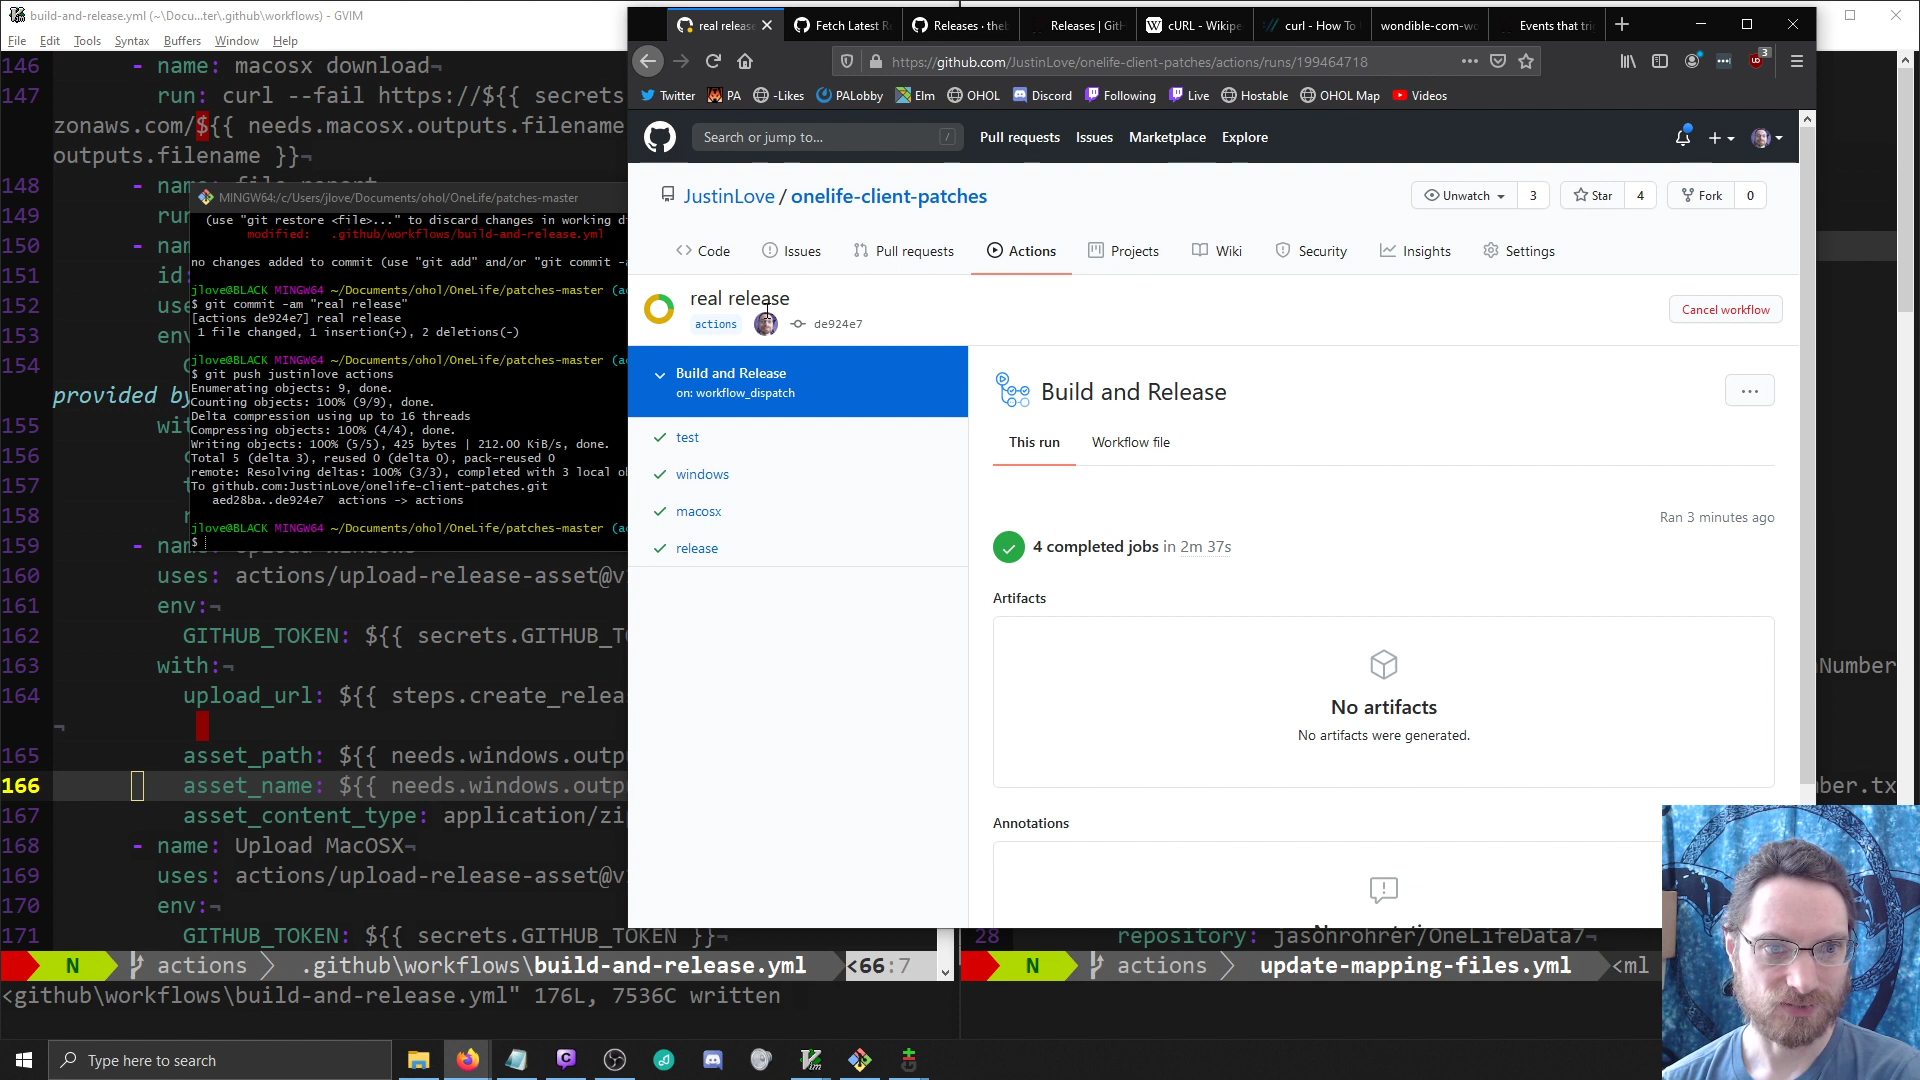 build-and-release.yml (~\Docu...ter\.github\workflows) - GVIM
File Edit Tools Syntax Buffers Window Help
146 - name: macosx download¬
147 run: curl --fail https://${{ secrets
zonaws.com/${{ needs.macosx.outputs.filename
outputs.filename }}¬
148 - name: file report
149
150
151
152
153
154
provided by
155
156
157
158
159
160 uses: actions/upload-release-asset@v
161 env:¬
162 GITHUB_TOKEN: ${{ secrets.GITHUB_T
163 with:¬
164 upload_url: ${{ steps.create_relea
¬
165 asset_path: ${{ needs.windows.outp
166 asset_name: ${{ needs.windows.outp
167 asset_content_type: application/zi
168 - name: Upload MacOSX¬
169 uses: actions/upload-release-asset@v
170 env:¬
171 GITHUB_TOKEN: ${{ secrets.GITHUB_TOKEN }}¬
N actions .github\workflows\build-and-release.yml <66:7
<github\workflows\build-and-release.yml" 176L, 7536C written
MINGW64:/c/Users/jlove/Documents/ohol/OneLife/patches-master
(use "git restore <file>..." to discard changes in working di
modified: .github/workflows/build-and-release.yml
no changes added to commit (use "git add" and/or "git commit -a
jlove@BLACK MINGW64 ~/Documents/ohol/OneLife/patches-master (ac
$ git commit -am "real release"
[actions de924e7] real release
1 file changed, 1 insertion(+), 2 deletions(-)
jlove@BLACK MINGW64 ~/Documents/ohol/OneLife/patches-master (ac
$ git push justinlove actions
Enumerating objects: 9, done.
Counting objects: 100% (9/9), done.
Delta compression using up to 16 threads
Compressing objects: 100% (4/4), done.
Writing objects: 100% (5/5), 425 bytes | 212.00 KiB/s, done.
Total 5 (delta 3), reused 0 (delta 0), pack-reused 0
remote: Resolving deltas: 100% (3/3), completed with 3 local ob
To github.com:JustinLove/onelife-client-patches.git
aed28ba..de924e7 actions -> actions
jlove@BLACK MINGW64 ~/Documents/ohol/OneLife/patches-master (ac
$
real release Fetch Latest R Releases · thel Releases | GitH cURL - Wikipe curl - How To wondible-com-wo Events that tri
https://github.com/JustinLove/onelife-client-patches/actions/runs/199464718
3
Twitter PA -Likes PALobby Elm OHOL Discord Following Live Hostable OHOL Map Videos
Search or jump to... / Pull requests Issues Marketplace Explore
JustinLove / onelife-client-patches
Unwatch 3 Star 4 Fork 0
Code Issues Pull requests Actions Projects Wiki Security Insights Settings
real release
actions de924e7
Cancel workflow
Build and Release
on: workflow_dispatch
test
windows
macosx
release
Build and Release
This run Workflow file
Ran 3 minutes ago
4 completed jobs in 2m 37s
Artifacts
No artifacts
No artifacts were generated.
Annotations
nNumber
mber.tx
28 repository: jasonrohrer/OneLifeData7¬
N actions update-mapping-files.yml <ml
Type here to search